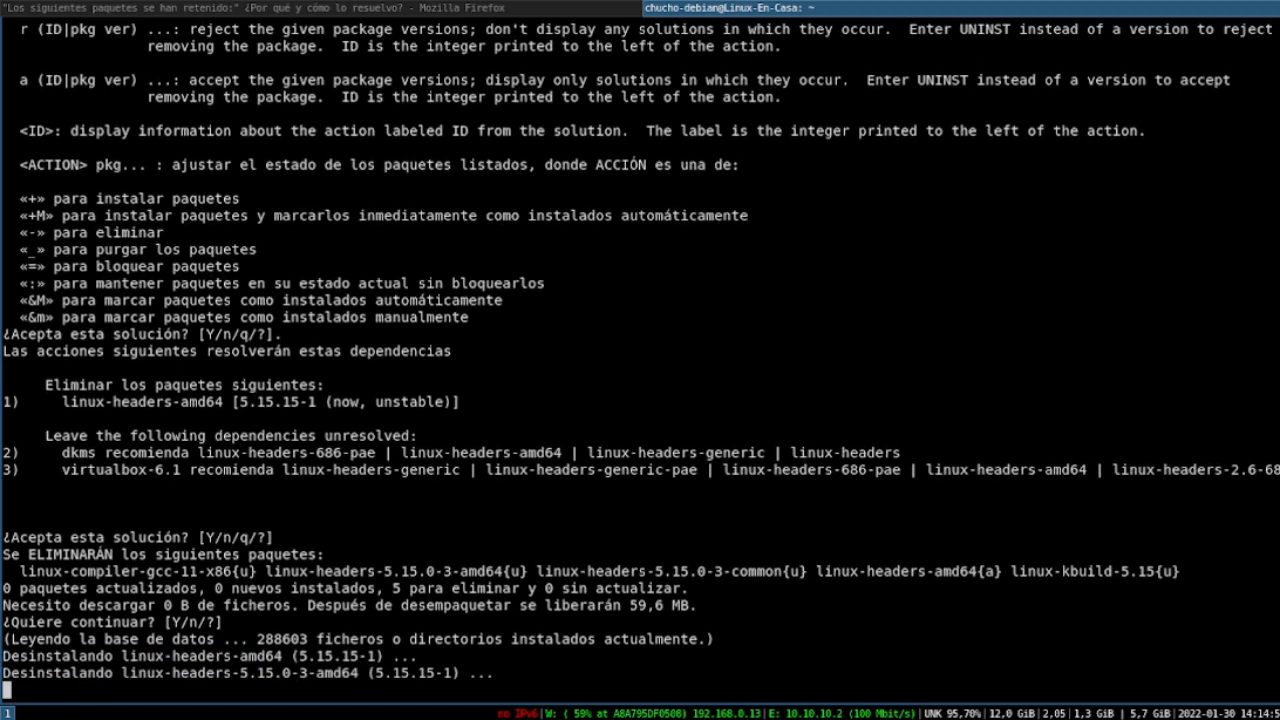 "Los siguientes paquetes se han retenido:" ¿Por qué y cómo lo resuelvo? - Mozilla Firefox
chucho-debian@Linux-En-Casa: ~
r (ID|pkg ver) ...: reject the given package versions; don't display any solutions in which they occur.  Enter UNINST instead of a version to reject
removing the package.  ID is the integer printed to the left of the action.
a (ID|pkg ver) ...: accept the given package versions; display only solutions in which they occur.  Enter UNINST instead of a version to accept
removing the package.  ID is the integer printed to the left of the action.
<ID>: display information about the action labeled ID from the solution.  The label is the integer printed to the left of the action.
<ACTION> pkg... : ajustar el estado de los paquetes listados, donde ACCIÓN es una de:
«+» para instalar paquetes
«+M» para instalar paquetes y marcarlos inmediatamente como instalados automáticamente
«-» para eliminar
«_» para purgar los paquetes
«=» para bloquear paquetes
«:» para mantener paquetes en su estado actual sin bloquearlos
«&M» para marcar paquetes como instalados automáticamente
«&m» para marcar paquetes como instalados manualmente
¿Acepta esta solución? [Y/n/q/?].
Las acciones siguientes resolverán estas dependencias
Eliminar los paquetes siguientes:
1)     linux-headers-amd64 [5.15.15-1 (now, unstable)]
Leave the following dependencies unresolved:
2)     dkms recomienda linux-headers-686-pae | linux-headers-amd64 | linux-headers-generic | linux-headers
3)     virtualbox-6.1 recomienda linux-headers-generic | linux-headers-generic-pae | linux-headers-686-pae | linux-headers-amd64 | linux-headers-2.6-68
¿Acepta esta solución? [Y/n/q/?]
Se ELIMINARÁN los siguientes paquetes:
linux-compiler-gcc-11-x86{u} linux-headers-5.15.0-3-amd64{u} linux-headers-5.15.0-3-common{u} linux-headers-amd64{a} linux-kbuild-5.15{u}
0 paquetes actualizados, 0 nuevos instalados, 5 para eliminar y 0 sin actualizar.
Necesito descargar 0 B de ficheros. Después de desempaquetar se liberarán 59,6 MB.
¿Quiere continuar? [Y/n/?]
(Leyendo la base de datos ... 288603 ficheros o directorios instalados actualmente.)
Desinstalando linux-headers-amd64 (5.15.15-1) ...
Desinstalando linux-headers-5.15.0-3-amd64 (5.15.15-1) ...
1
no IPv6|W: ( 59% at A8A795DF0508) 192.168.0.13|E: 10.10.10.2 (100 Mbit/s)|UNK 95,70%|12,0 GiB|2,05|1,3 GiB | 5,7 GiB|2022-01-30 14:14:5